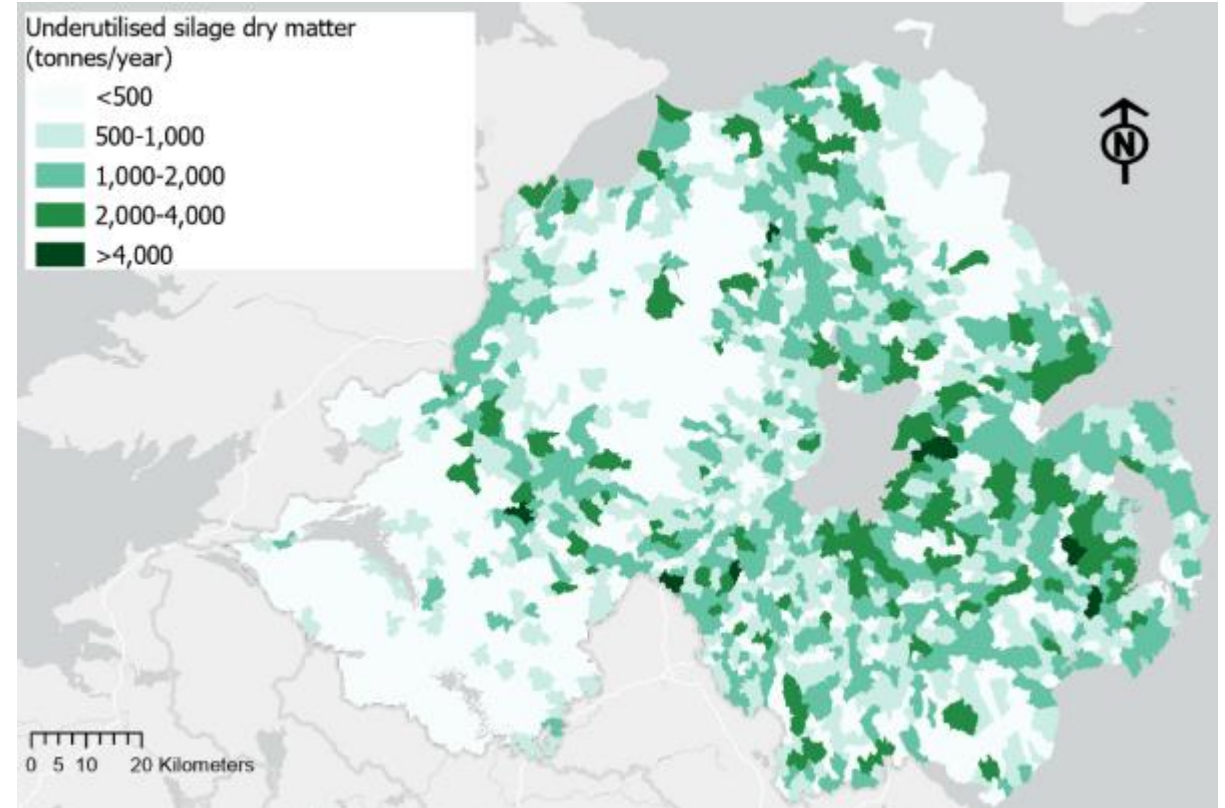 Underutilised silage dry matter
(tonnes/year)
<500
500-1,000
1,000-2,000
2,000-4,000
>4,000
N
0 5 10 20 Kilometers